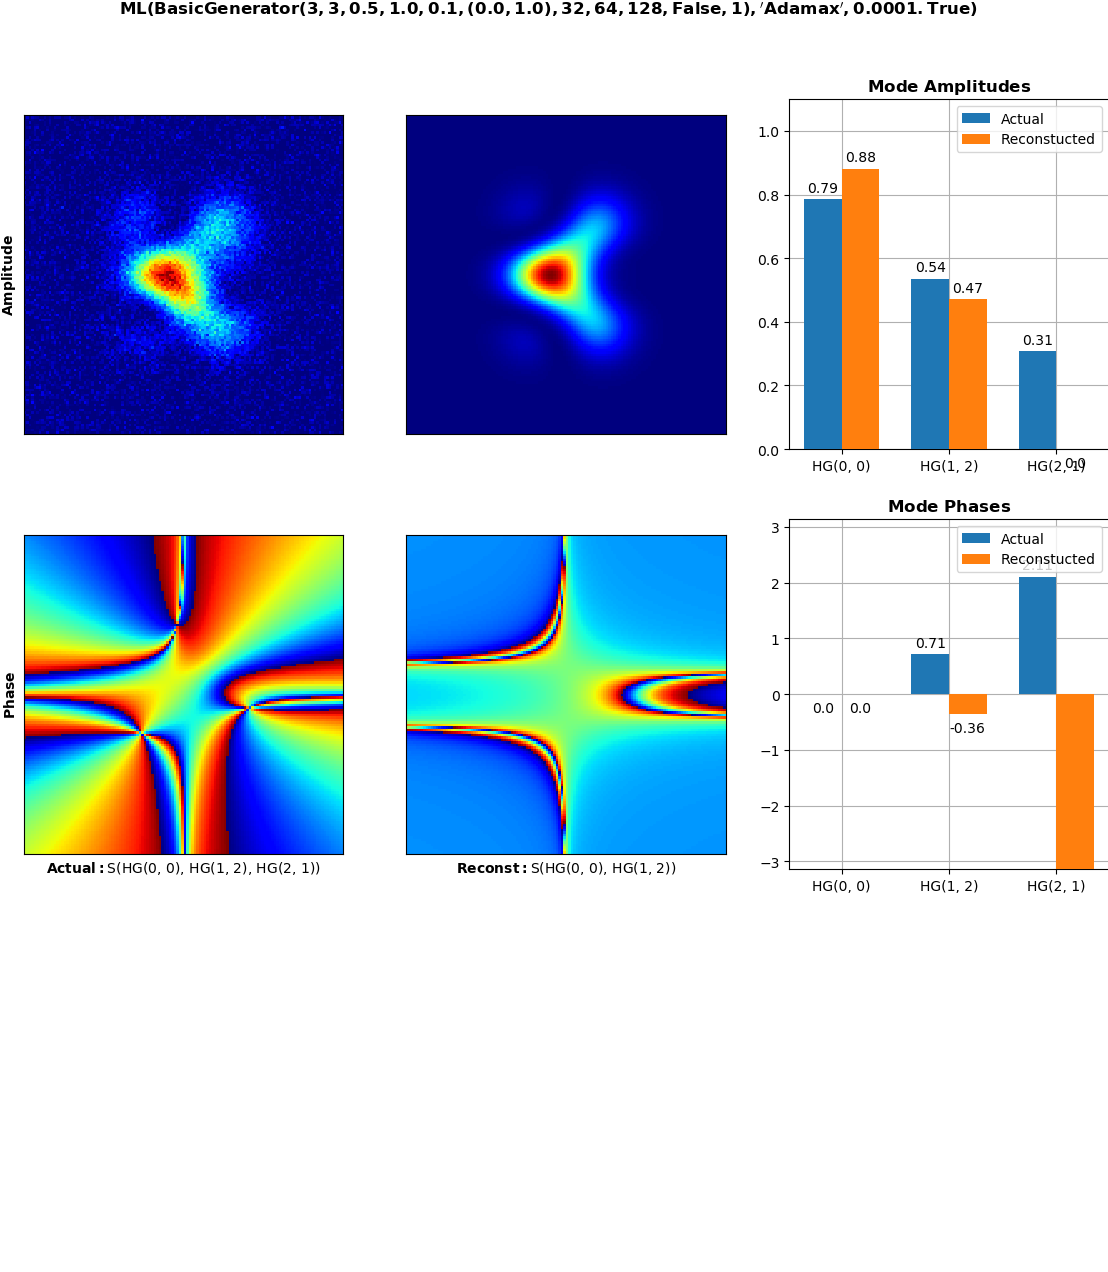 ML(BasicGenerator(3, 3, 0.5, 1.0, 0.1, (0.0, 1.0), 32, 64, 128, False, 1), ′Adamax′, 0.0001. True)
Amplitude
Mode Amplitudes
Actual
Reconstucted
1.0
0.8
0.6
0.4
0.2
0.0
0.79
0.88
0.54
0.47
0.31
0.0
HG(0, 0)
HG(1, 2)
HG(2, 1)
Phase
Actual: S(HG(0, 0), HG(1, 2), HG(2, 1))
Reconst: S(HG(0, 0), HG(1, 2))
Mode Phases
Actual
Reconstucted
3
2
1
0
−1
−2
−3
0.0
0.0
0.71
-0.36
2.11
HG(0, 0)
HG(1, 2)
HG(2, 1)